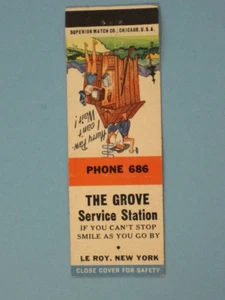 SUPERIOR MATCH CO., CHICAGO, U.S.A.
Hurry Paw-
I can't
Wait!
PHONE 686
THE GROVE
Service Station
IF YOU CAN'T STOP
SMILE AS YOU GO BY
LE ROY, NEW YORK
CLOSE COVER FOR SAFETY